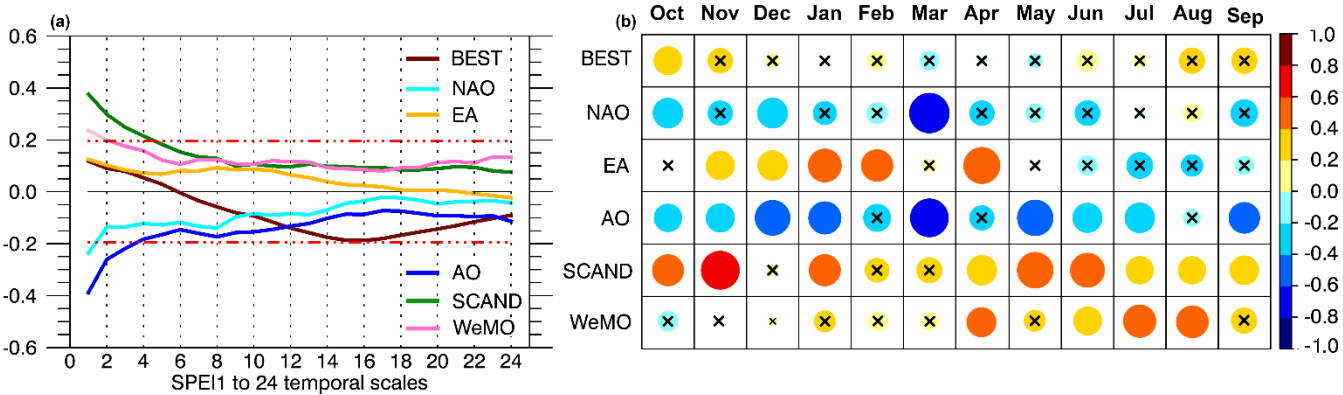 (a)
0.6
0.4
0.2
0.0
-0.2
-0.4
-0.6
BEST
NAO
EA
AO
SCAND
WeMO
0 2 4 6 8 10 12 14 16 18 20 22 24
SPEI1 to 24 temporal scales
(b)
Oct Nov Dec Jan Feb Mar Apr May Jun Jul Aug Sep
BEST
NAO
EA
AO
SCAND
WeMO
1.0
0.8
0.6
0.4
0.2
0.0
-0.2
-0.4
-0.6
-0.8
-1.0